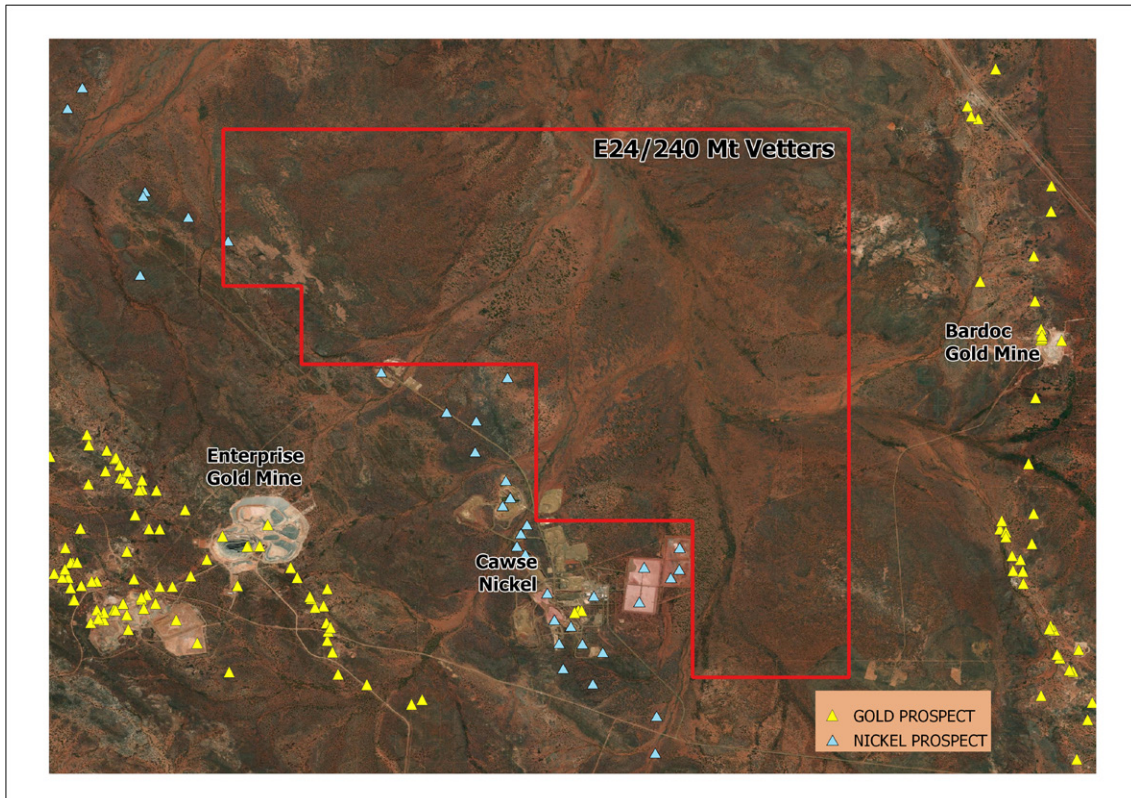 E24/240 Mt Vetters
Bardoc
Gold Mine
Enterprise
Gold Mine
Cawse
Nickel
GOLD PROSPECT
NICKEL PROSPECT